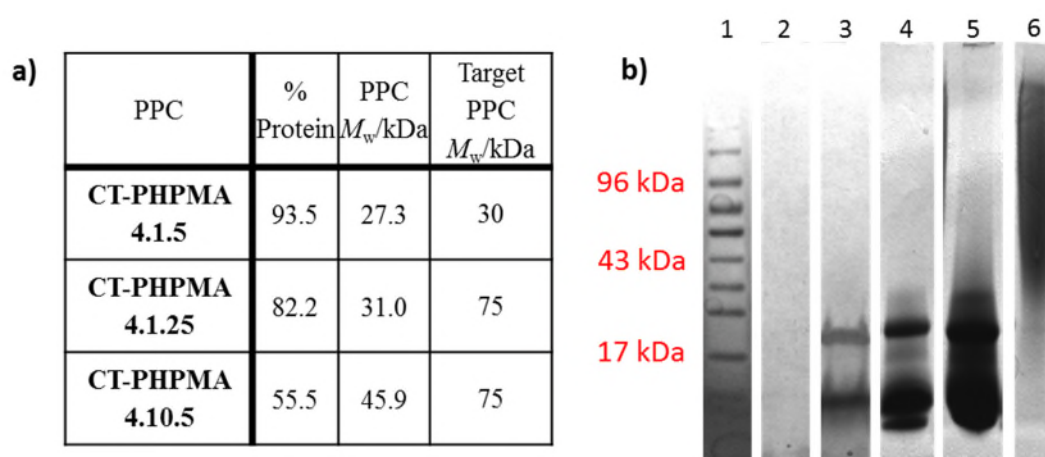 a)
PPC
%
Protein
PPC
Mw/kDa
Target
PPC
Mw/kDa
CT-PHPMA
4.1.5
93.5
27.3
30
CT-PHPMA
4.1.25
82.2
31.0
75
CT-PHPMA
4.10.5
55.5
45.9
75
b)
1 2 3 4 5 6
96 kDa
43 kDa
17 kDa